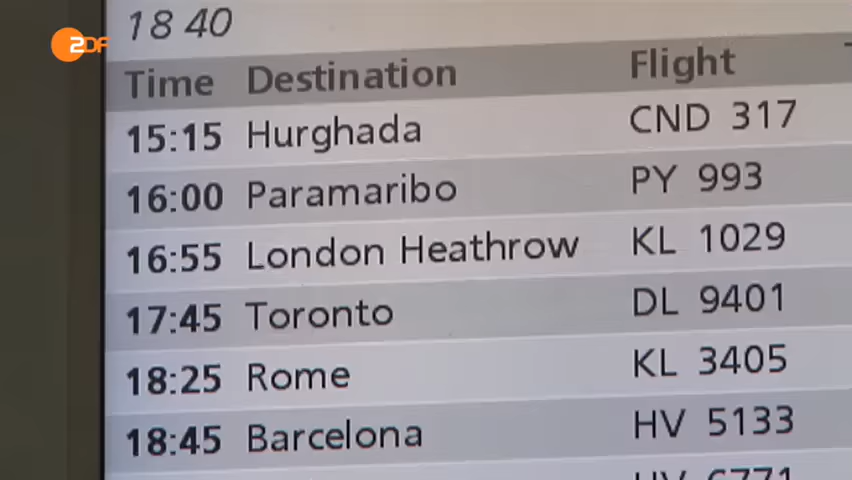 18 40
ZDF
Time Destination Flight
15:15 Hurghada CND 317
16:00 Paramaribo PY 993
16:55 London Heathrow KL 1029
17:45 Toronto DL 9401
18:25 Rome KL 3405
18:45 Barcelona HV 5133